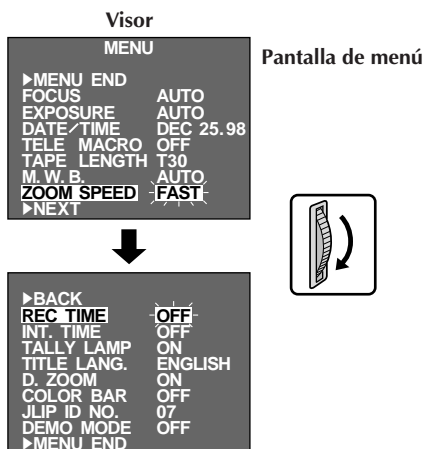 Visor
MENU
Pantalla de menú
▶MENU END
FOCUS AUTO
EXPOSURE AUTO
DATE/TIME DEC 25.98
TELE MACRO OFF
TAPE LENGTH T30
M.W.B. AUTO
ZOOM SPEED FAST
▶NEXT
▶BACK
REC TIME OFF
INT. TIME OFF
TALLY LAMP ON
TITLE LANG. ENGLISH
D. ZOOM ON
COLOR BAR OFF
JLIP ID NO. 07
DEMO MODE OFF
▶MENU END